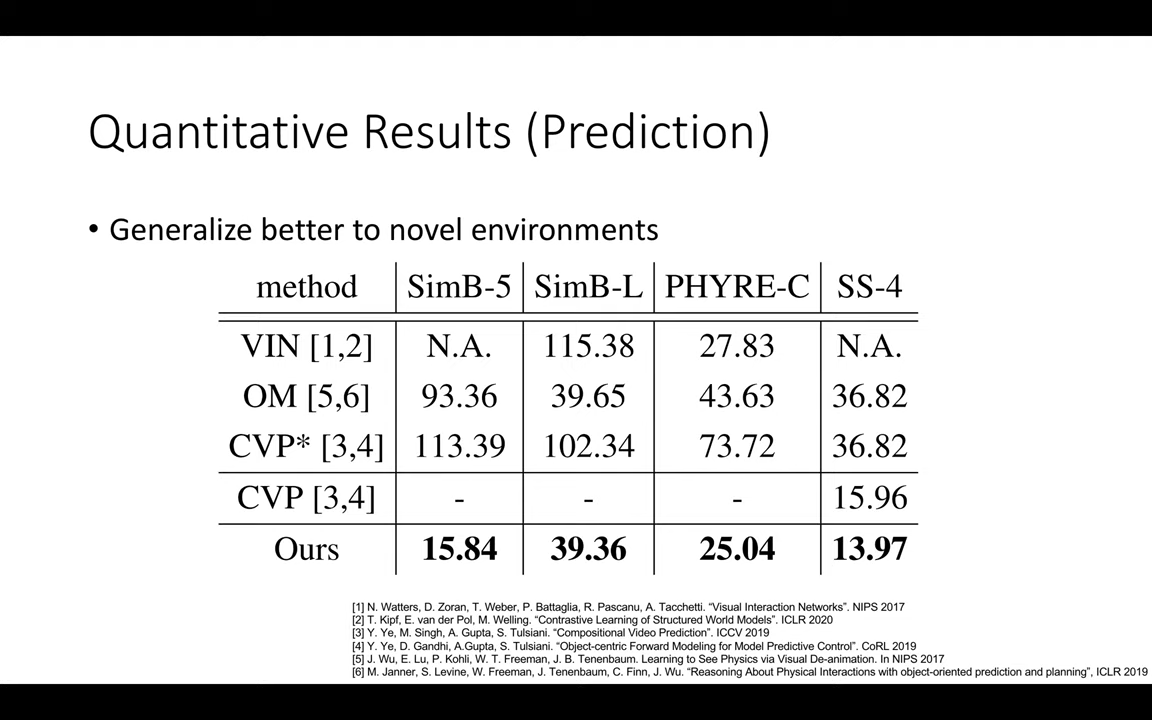 Quantitative Results (Prediction)
• Generalize better to novel environments
method SimB-5 SimB-L PHYRE-C SS-4
VIN [1,2] N.A. 115.38 27.83 N.A.
OM [5,6] 93.36 39.65 43.63 36.82
CVP* [3,4] 113.39 102.34 73.72 36.82
CVP [3,4] - - - 15.96
Ours 15.84 39.36 25.04 13.97
[1] N. Watters, D. Zoran, T. Weber, P. Battaglia, R. Pascanu, A. Tacchetti. “Visual Interaction Networks”. NIPS 2017
[2] T. Kipf, E. van der Pol, M. Welling. “Contrastive Learning of Structured World Models”. ICLR 2020
[3] Y. Ye, M. Singh, A. Gupta, S. Tulsiani. “Compositional Video Prediction”. ICCV 2019
[4] Y. Ye, D. Gandhi, A.Gupta, S. Tulsiani. “Object-centric Forward Modeling for Model Predictive Control”. CoRL 2019
[5] J. Wu, E. Lu, P. Kohli, W. T. Freeman, J. B. Tenenbaum. Learning to See Physics via Visual De-animation. In NIPS 2017
[6] M. Janner, S. Levine, W. Freeman, J. Tenenbaum, C. Finn, J. Wu. “Reasoning About Physical Interactions with object-oriented prediction and planning”, ICLR 2019